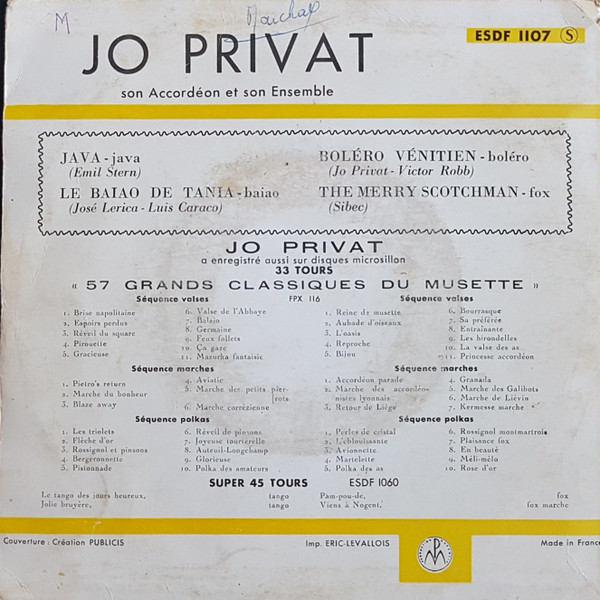 M
JO PRIVAT
ESDF 1107 S
son Accordéon et son Ensemble
JAVA - java
(Emil Stern)
LE BAIAO DE TANIA - baiao
(José Lerica - Luis Caraco)
BOLÉRO VÉNITIEN - boléro
(Jo Privat - Victor Robb)
THE MERRY SCOTCHMAN - fox
(Sibec)
JO PRIVAT
a enregistré aussi sur disques microsillon
33 TOURS
« 57 GRANDS CLASSIQUES DU MUSETTE »
FPX 116
Séquence valses
1. Brise napolitaine
2. Espoirs perdus
3. Réveil du square
4. Pirouette
5. Gracieuse
6. Valse de l'Abbaye
7. Balajo
8. Germaine
9. Feux follets
10. Ça gaze
11. Mazurka fantaisie
Séquence valses
1. Reine de musette
2. Aubade d'oiseaux
3. L'oasis
4. Reproche
5. Bijou
6. Bourrasque
7. Sa préférée
8. Entraînante
9. Les hirondelles
10. La valse des as
11. Princesse accordéon
Séquence marches
1. Pietro's return
2. Marche du bonheur
3. Blaze away
4. Aviatic
5. Marche des petits pier-
[rots
6. Marche corrézienne
Séquence marches
1. Accordéon parade
2. Marche des accordéo-
nistes lyonnais
3. Retour de Liège
4. Granada
5. Marche des Galibots
6. Marche de Liévin
7. Kermesse marche
Séquence polkas
1. Les triolets
2. Flèche d'or
3. Rossignol et pinsons
4. Bergeronnette
5. Pistonnade
6. Réveil de pinsons
7. Joyeuse tourterelle
8. Auteuil-Longchamp
9. Glorieuse
10. Polka des amateurs
Séquence polkas
1. Perles de cristal
2. L'éblouissante
3. Avionnette
4. Martelette
5. Polka des as
6. Rossignol montmartrois
7. Plaisance fox
8. En beauté
9. Méli-mélo
10. Rose d'or
SUPER 45 TOURS ESDF 1060
Le tango des jours heureux, tango
Jolie bruyère, tango
Pam-pou-de, fox
Viens à Nogent, fox marche
Couverture : Création PUBLICIS
Imp. ERIC-LEVALLOIS
Made in France